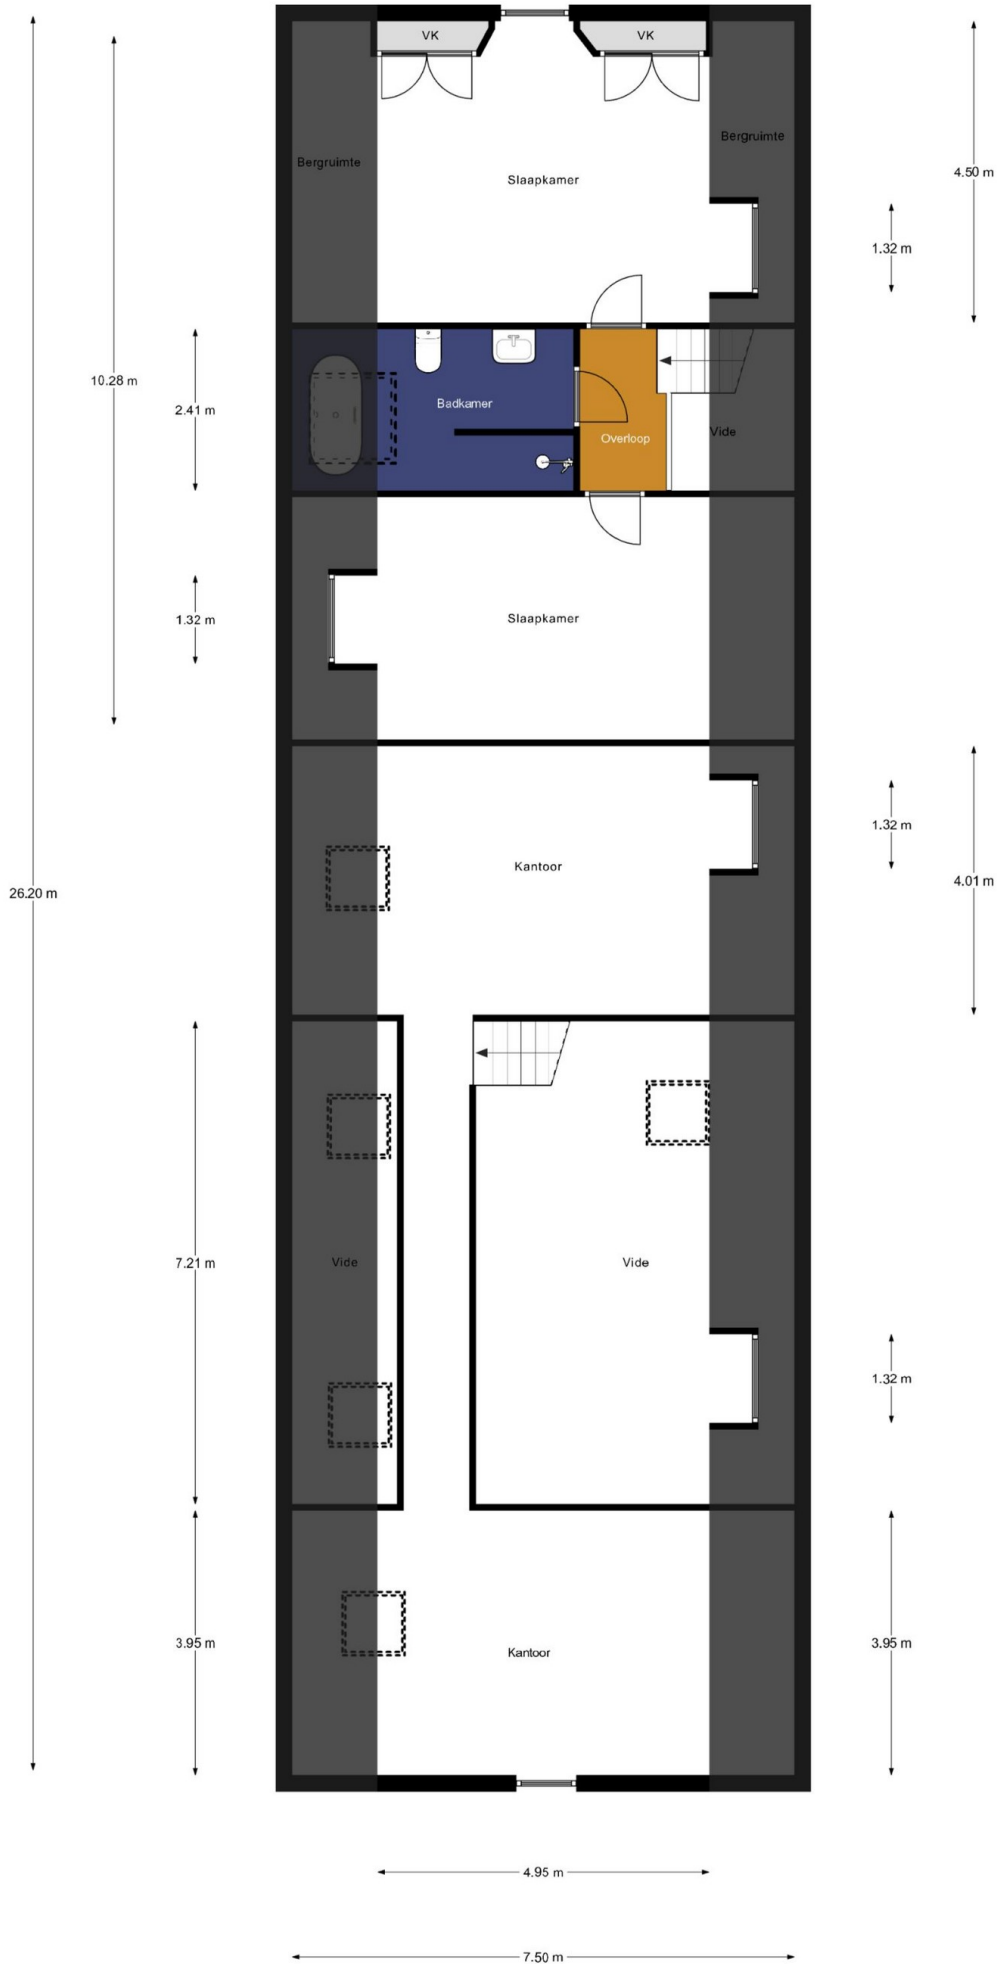 VK
VK
Bergruimte
Bergruimte
Slaapkamer
4.50 m
1.32 m
10.28 m
2.41 m
Badkamer
Overloop
Vide
1.32 m
Slaapkamer
1.32 m
Kantoor
4.01 m
26.20 m
7.21 m
Vide
Vide
1.32 m
3.95 m
Kantoor
3.95 m
4.95 m
7.50 m